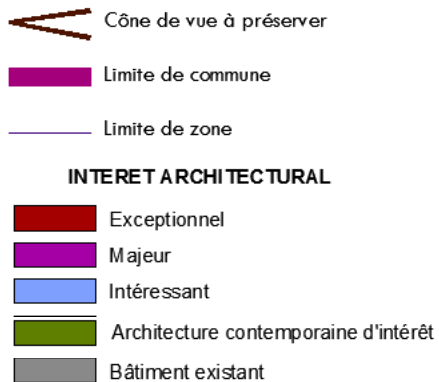 Cône de vue à préserver
Limite de commune
Limite de zone
INTERET ARCHITECTURAL
Exceptionnel
Majeur
Intéressant
Architecture contemporaine d'intérêt
Bâtiment existant